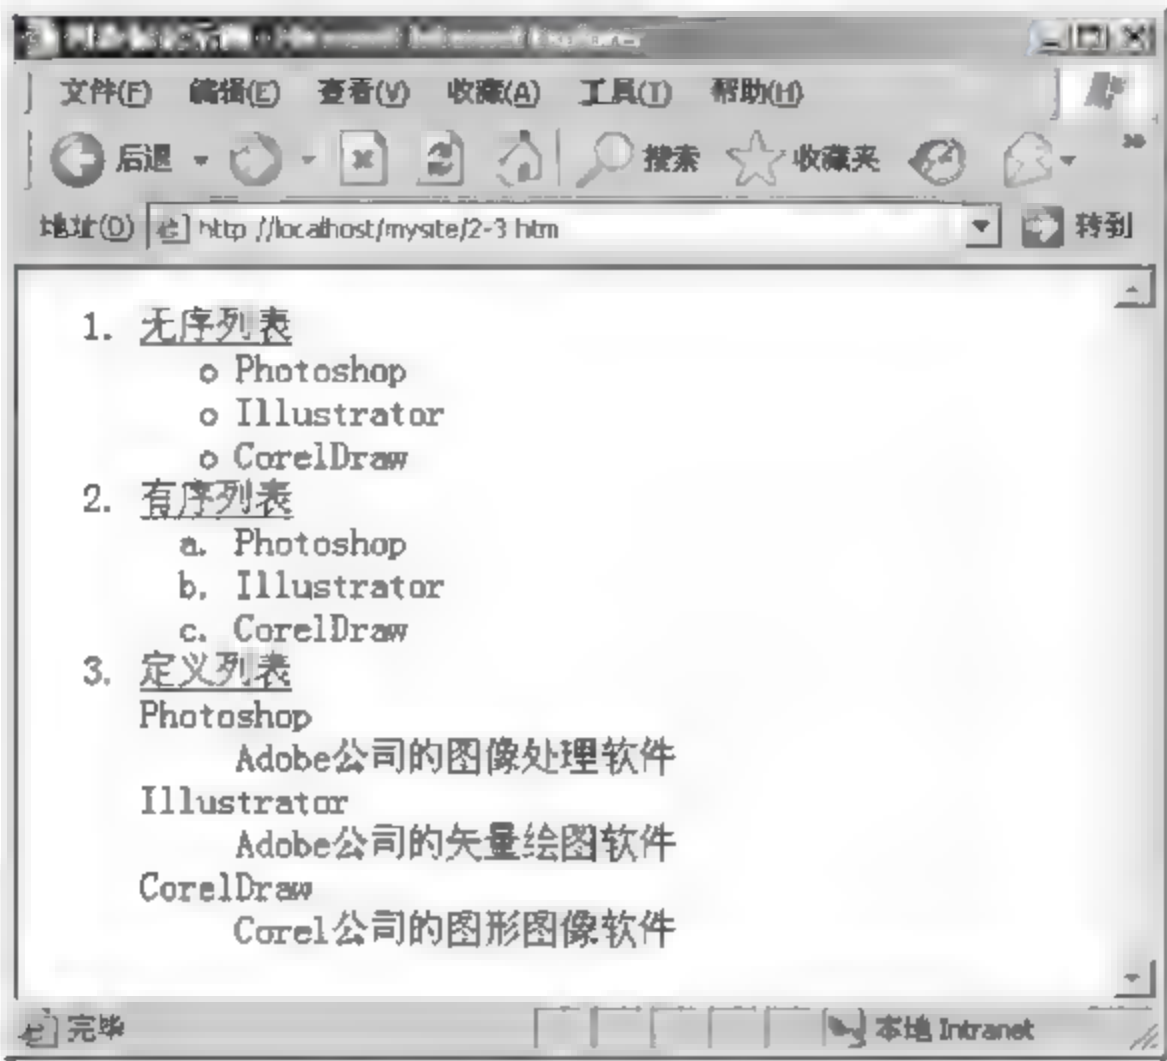 Microsoft Internet Explorer
文件(F) 编辑(E) 查看(V) 收藏(A) 工具(T) 帮助(H)
后退 搜索 收藏夹
地址(D) http://localhost/mysite/2-3.htm 转到
1. 无序列表
o Photoshop
o Illustrator
o CorelDraw
2. 有序列表
a. Photoshop
b. Illustrator
c. CorelDraw
3. 定义列表
Photoshop
Adobe公司的图像处理软件
Illustrator
Adobe公司的矢量绘图软件
CorelDraw
Corel公司的图形图像软件
完毕 本地 Intranet